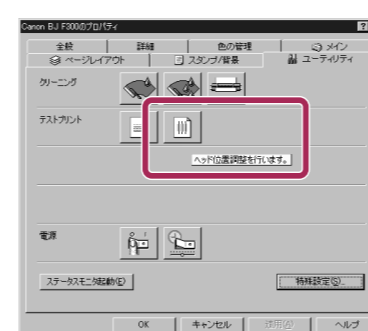 Canon BJ F300のプロパティ
全般 詳細 色の管理 メイン
ページレイアウト スタンプ/背景 ユーティリティ
クリーニング
テストプリント
ヘッド位置調整を行います。
電源
ステータスモニタ起動(E) 特殊設定(S)...
OK キャンセル 適用(A) ヘルプ